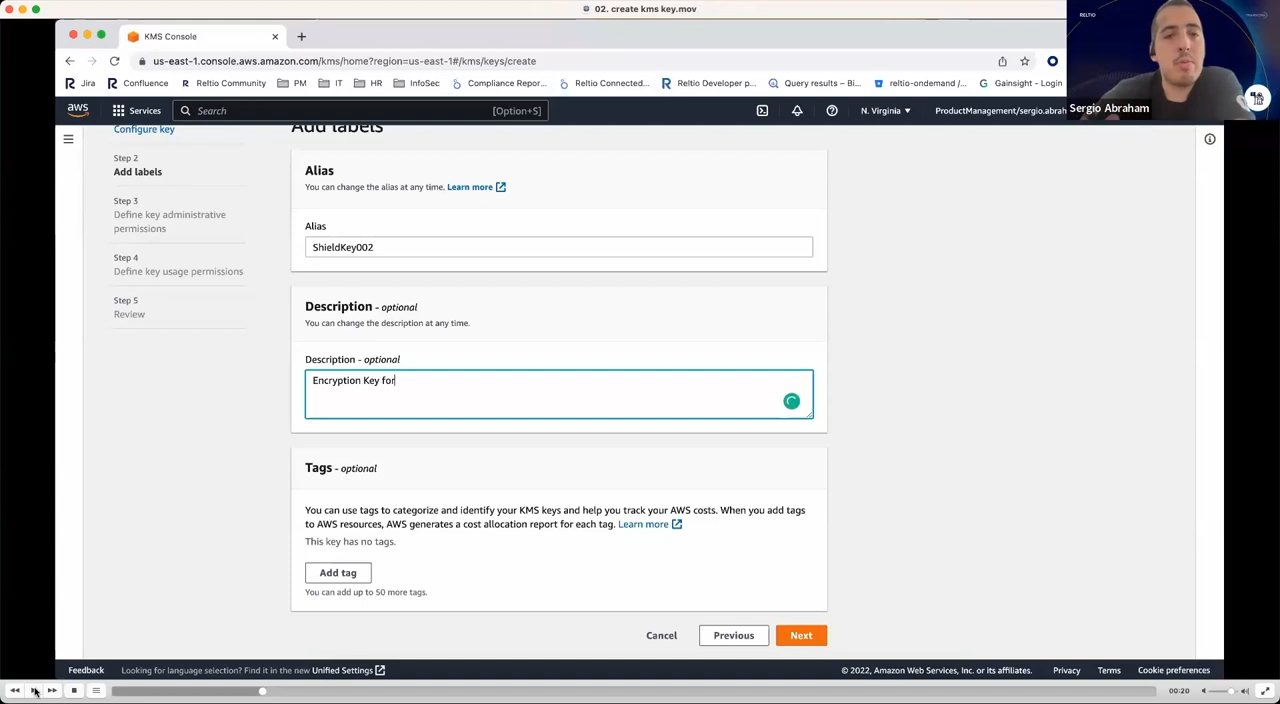 02. create kms key.mov
RELTIO
KMS Console
us-east-1.console.aws.amazon.com/kms/home?region=us-east-1#/kms/keys/create
Jira Confluence Reltio Community PM IT HR InfoSec Compliance Repor... Reltio Connected... Reltio Developer p... Query results – Bi... reltio-ondemand /... Gainsight - Login
Sergio Abraham
aws Services Search [Option+S] N. Virginia ProductManagement/sergio.abrah
Configure key
Step 2
Add labels
Step 3
Define key administrative
permissions
Step 4
Define key usage permissions
Step 5
Review
Add labels
Alias
You can change the alias at any time. Learn more
Alias
ShieldKey002
Description - optional
You can change the description at any time.
Description - optional
Encryption Key for
Tags - optional
You can use tags to categorize and identify your KMS keys and help you track your AWS costs. When you add tags
to AWS resources, AWS generates a cost allocation report for each tag. Learn more
This key has no tags.
Add tag
You can add up to 50 more tags.
Cancel Previous Next
Feedback Looking for language selection? Find it in the new Unified Settings © 2022, Amazon Web Services, Inc. or its affiliates. Privacy Terms Cookie preferences
00:20